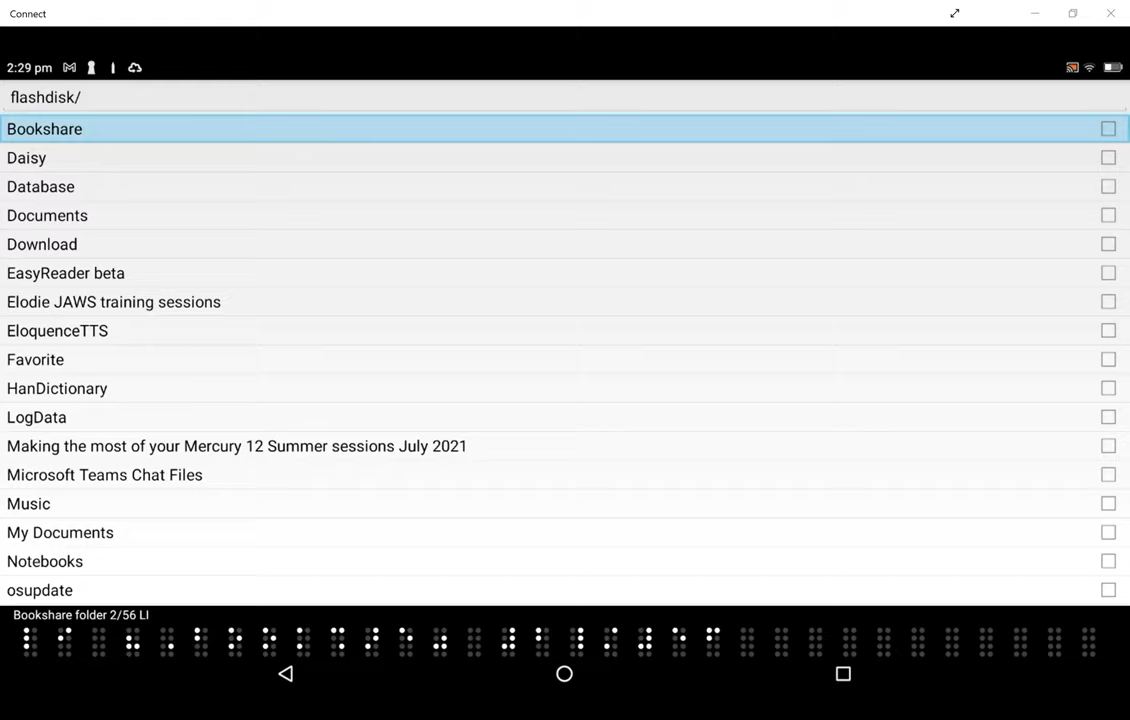 Connect
2:29 pm
flashdisk/
Bookshare
Daisy
Database
Documents
Download
EasyReader beta
Elodie JAWS training sessions
EloquenceTTS
Favorite
HanDictionary
LogData
Making the most of your Mercury 12 Summer sessions July 2021
Microsoft Teams Chat Files
Music
My Documents
Notebooks
osupdate
Bookshare folder 2/56 LI